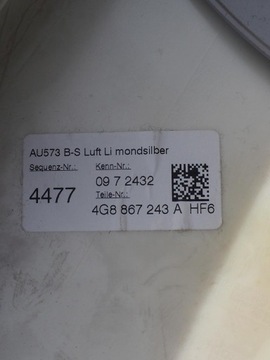 AU573 B-S Luft Li mondsilber
Sequenz-Nr.: Kenn-Nr.:
09 7 2432
4477 Teile-Nr.:
4G8 867 243 A HF6